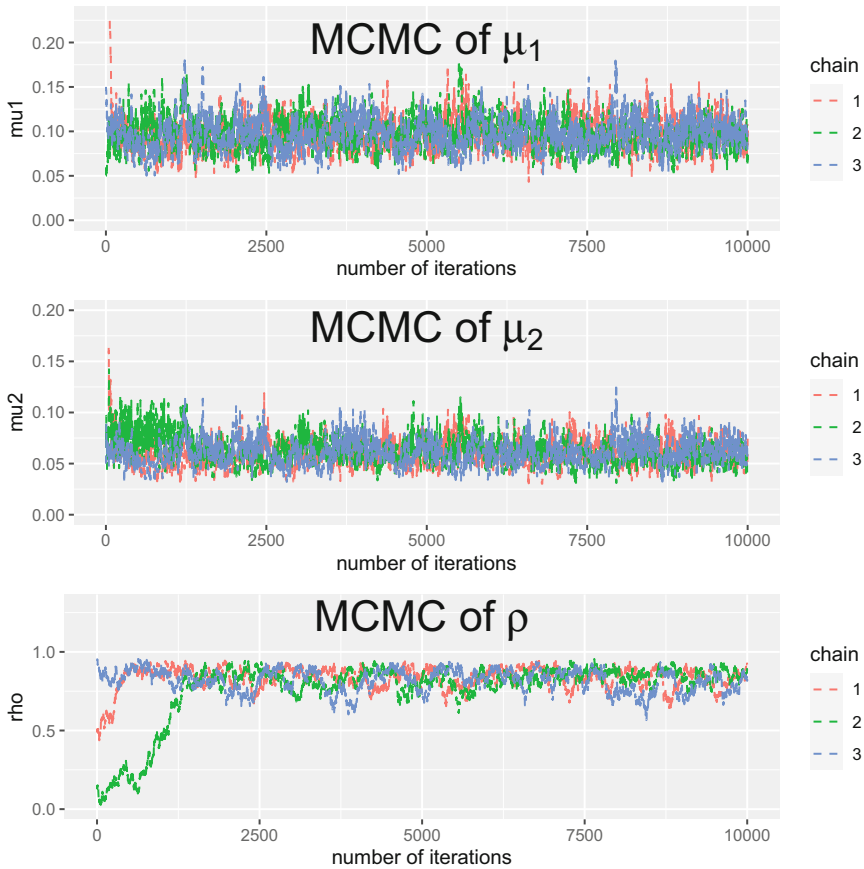 MCMC of μ₁
mu1
0.20
0.15
0.10
0.05
0.00
0 2500 5000 7500 10000
number of iterations
chain
1
2
3
MCMC of μ₂
mu2
0.20
0.15
0.10
0.05
0.00
0 2500 5000 7500 10000
number of iterations
chain
1
2
3
MCMC of ρ
rho
1.0
0.5
0.0
0 2500 5000 7500 10000
number of iterations
chain
1
2
3